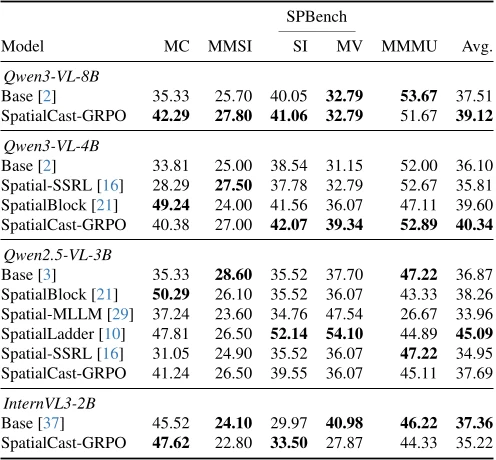 SPBench
Model MC MMSI SI MV MMMU Avg.
Qwen3-VL-8B
Base [2] 35.33 25.70 40.05 32.79 53.67 37.51
SpatialCast-GRPO 42.29 27.80 41.06 32.79 51.67 39.12
Qwen3-VL-4B
Base [2] 33.81 25.00 38.54 31.15 52.00 36.10
Spatial-SSRL [16] 28.29 27.50 37.78 32.79 52.67 35.81
SpatialBlock [21] 49.24 24.00 41.56 36.07 47.11 39.60
SpatialCast-GRPO 40.38 27.00 42.07 39.34 52.89 40.34
Qwen2.5-VL-3B
Base [3] 35.33 28.60 35.52 37.70 47.22 36.87
SpatialBlock [21] 50.29 26.10 35.52 36.07 43.33 38.26
Spatial-MLLM [29] 37.24 23.60 34.76 47.54 26.67 33.96
SpatialLadder [10] 47.81 26.50 52.14 54.10 44.89 45.09
Spatial-SSRL [16] 31.05 24.90 35.52 36.07 47.22 34.95
SpatialCast-GRPO 41.24 26.50 39.55 36.07 45.11 37.69
InternVL3-2B
Base [37] 45.52 24.10 29.97 40.98 46.22 37.36
SpatialCast-GRPO 47.62 22.80 33.50 27.87 44.33 35.22